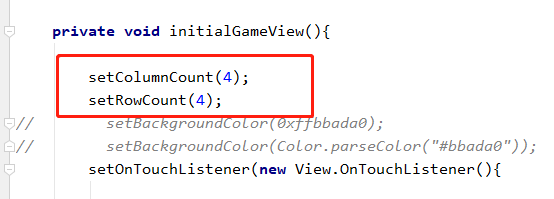 private void initialGameView(){
setColumnCount(4);
setRowCount(4);
// setBackgroundColor(0xffbbada0);
// setBackgroundColor(Color.parseColor("#bbada0"));
setOnTouchListener(new View.OnTouchListener(){